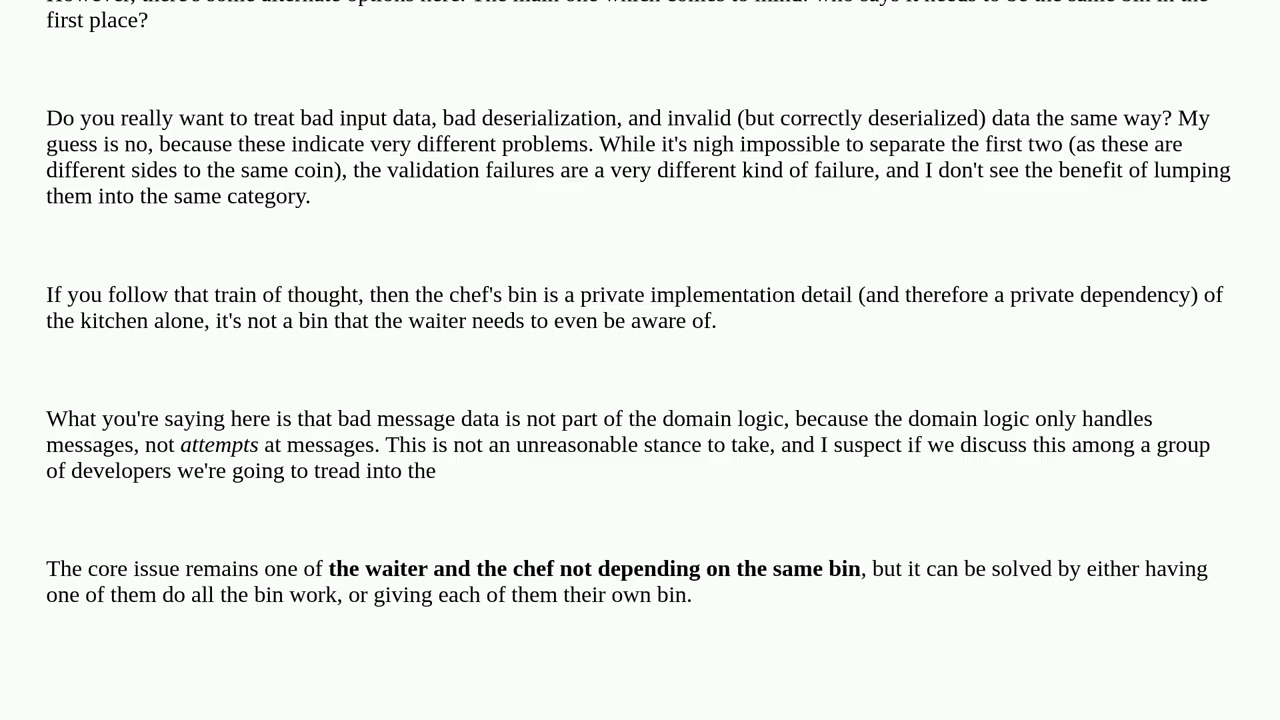 first place?
Do you really want to treat bad input data, bad deserialization, and invalid (but correctly deserialized) data the same way? My
guess is no, because these indicate very different problems. While it's nigh impossible to separate the first two (as these are
different sides to the same coin), the validation failures are a very different kind of failure, and I don't see the benefit of lumping
them into the same category.
If you follow that train of thought, then the chef's bin is a private implementation detail (and therefore a private dependency) of
the kitchen alone, it's not a bin that the waiter needs to even be aware of.
What you're saying here is that bad message data is not part of the domain logic, because the domain logic only handles
messages, not attempts at messages. This is not an unreasonable stance to take, and I suspect if we discuss this among a group
of developers we're going to tread into the
The core issue remains one of the waiter and the chef not depending on the same bin, but it can be solved by either having
one of them do all the bin work, or giving each of them their own bin.